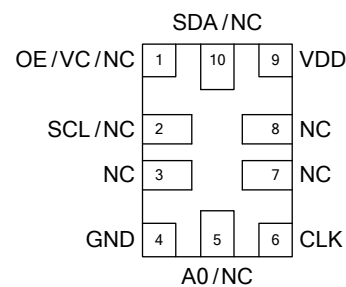 SDA/NC
OE/VC/NC 1 10 9 VDD
SCL/NC 2 8 NC
NC 3 7 NC
GND 4 5 6 CLK
A0/NC